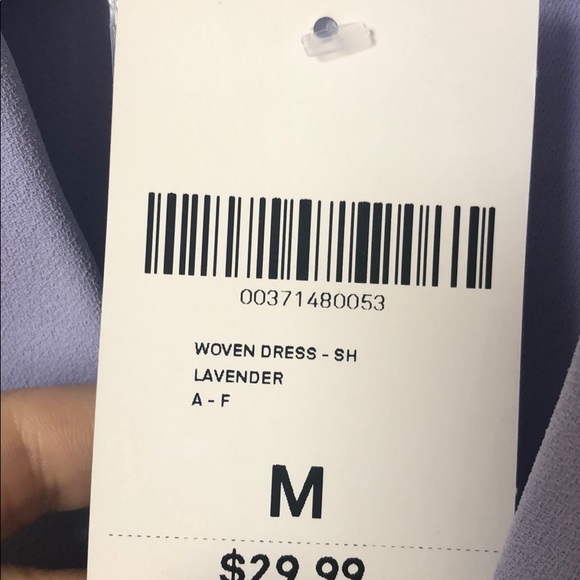 00371480053
WOVEN DRESS - SH
LAVENDER
A - F
M
$29.99